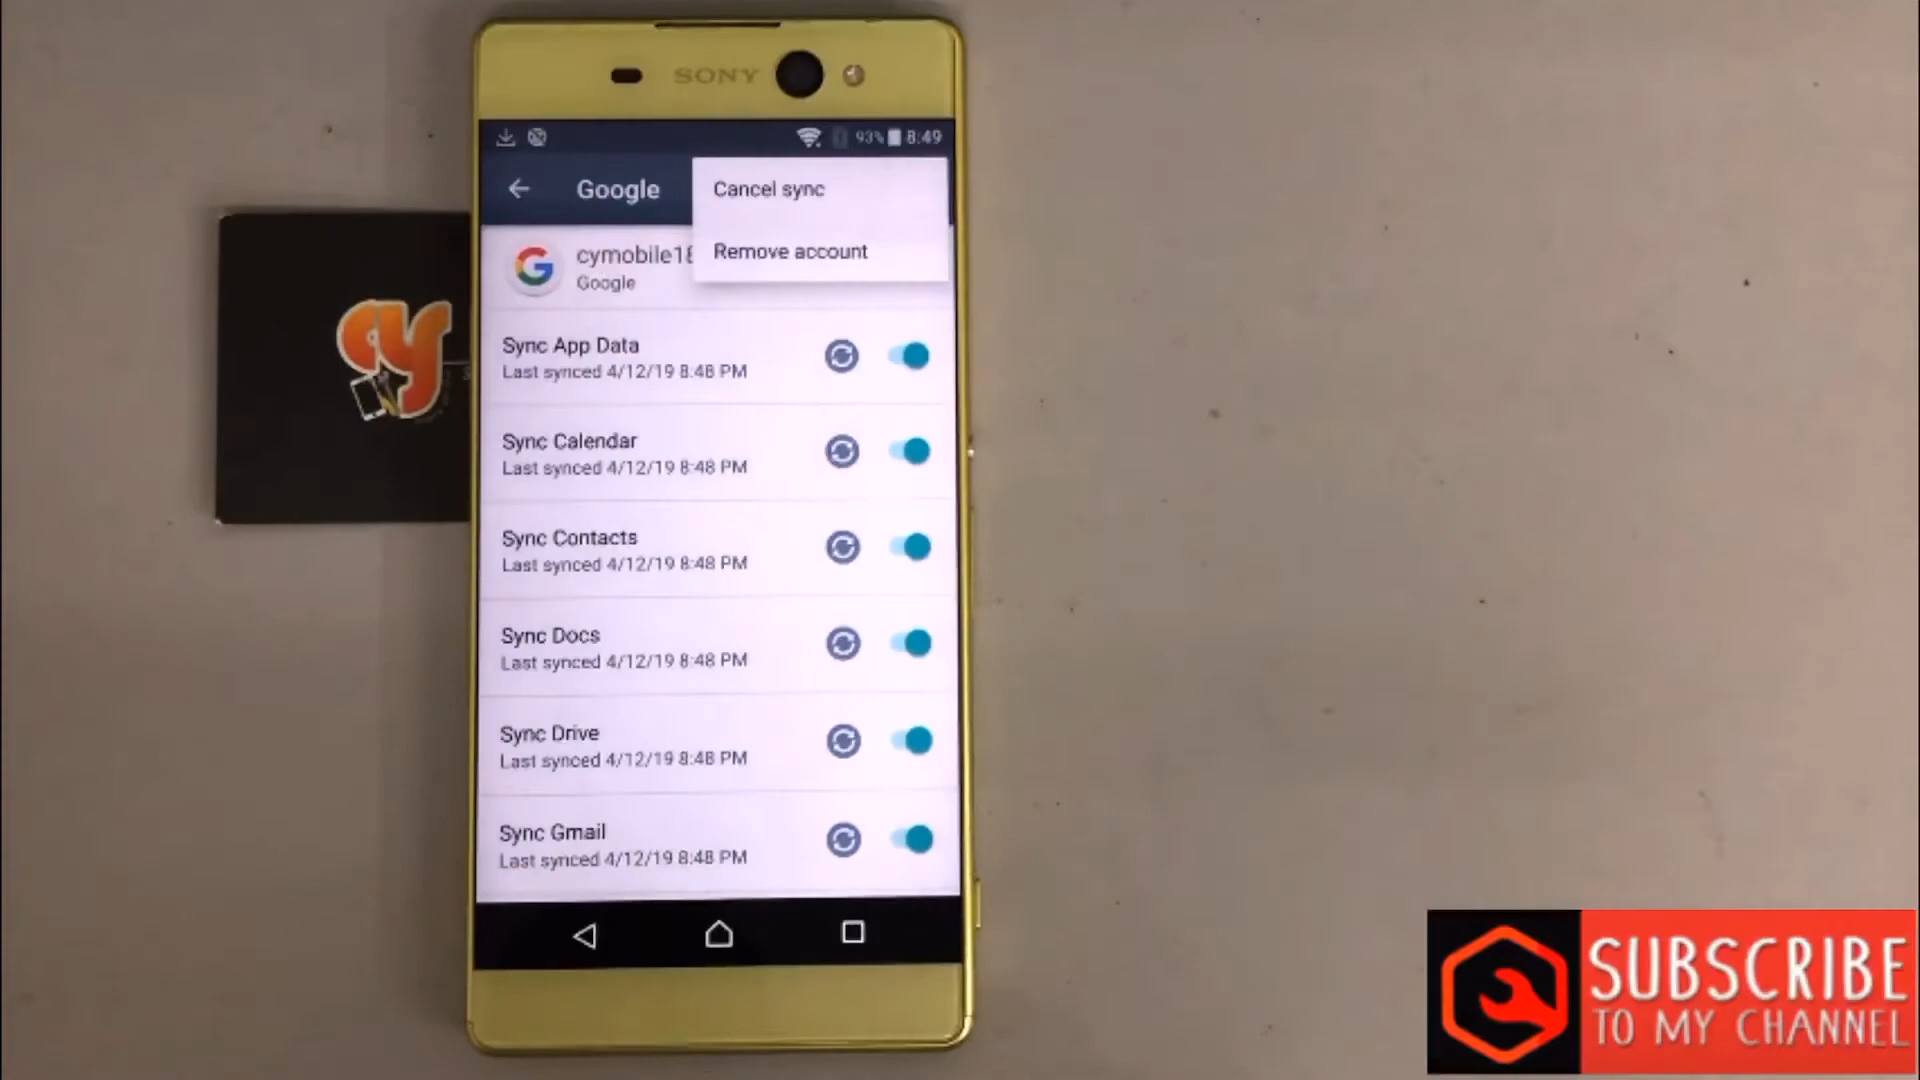 SONY
93% 8:49
Google
Cancel sync
Remove account
cymobile18
Google
Sync App Data
Last synced 4/12/19 8:48 PM
Sync Calendar
Last synced 4/12/19 8:48 PM
Sync Contacts
Last synced 4/12/19 8:48 PM
Sync Docs
Last synced 4/12/19 8:48 PM
Sync Drive
Last synced 4/12/19 8:48 PM
Sync Gmail
Last synced 4/12/19 8:48 PM
cy
SUBSCRIBE
TO MY CHANNEL